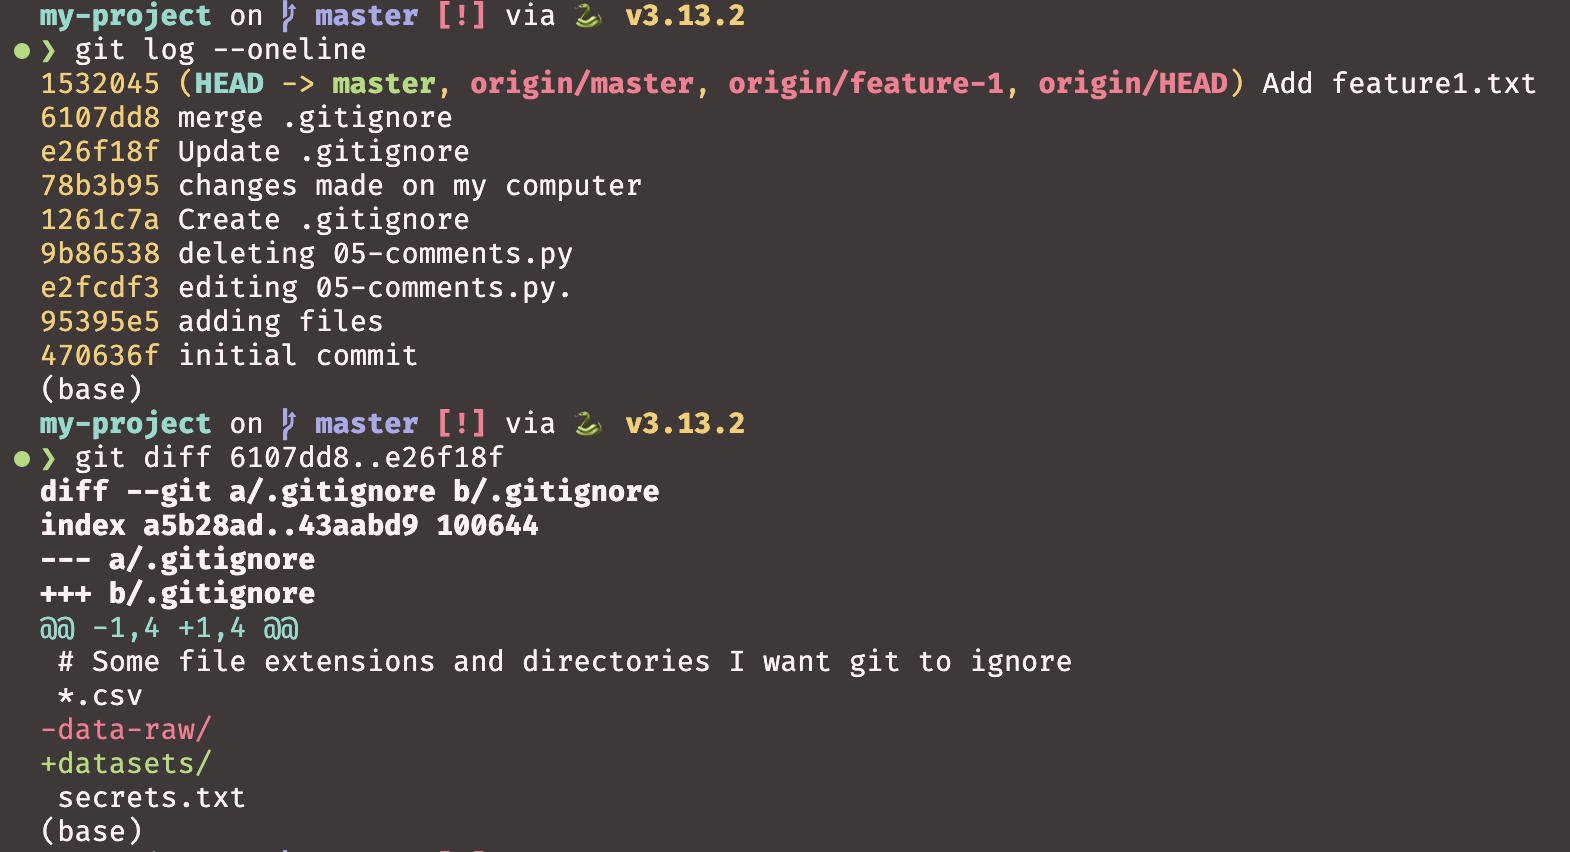 my-project on master [!] via 🐍 v3.13.2
❯ git log --oneline
1532045 (HEAD -> master, origin/master, origin/feature-1, origin/HEAD) Add feature1.txt
6107dd8 merge .gitignore
e26f18f Update .gitignore
78b3b95 changes made on my computer
1261c7a Create .gitignore
9b86538 deleting 05-comments.py
e2fcdf3 editing 05-comments.py.
95395e5 adding files
470636f initial commit
(base)
my-project on master [!] via 🐍 v3.13.2
❯ git diff 6107dd8..e26f18f
diff --git a/.gitignore b/.gitignore
index a5b28ad..43aabd9 100644
--- a/.gitignore
+++ b/.gitignore
@@ -1,4 +1,4 @@
 # Some file extensions and directories I want git to ignore
 *.csv
-data-raw/
+datasets/
 secrets.txt
(base)